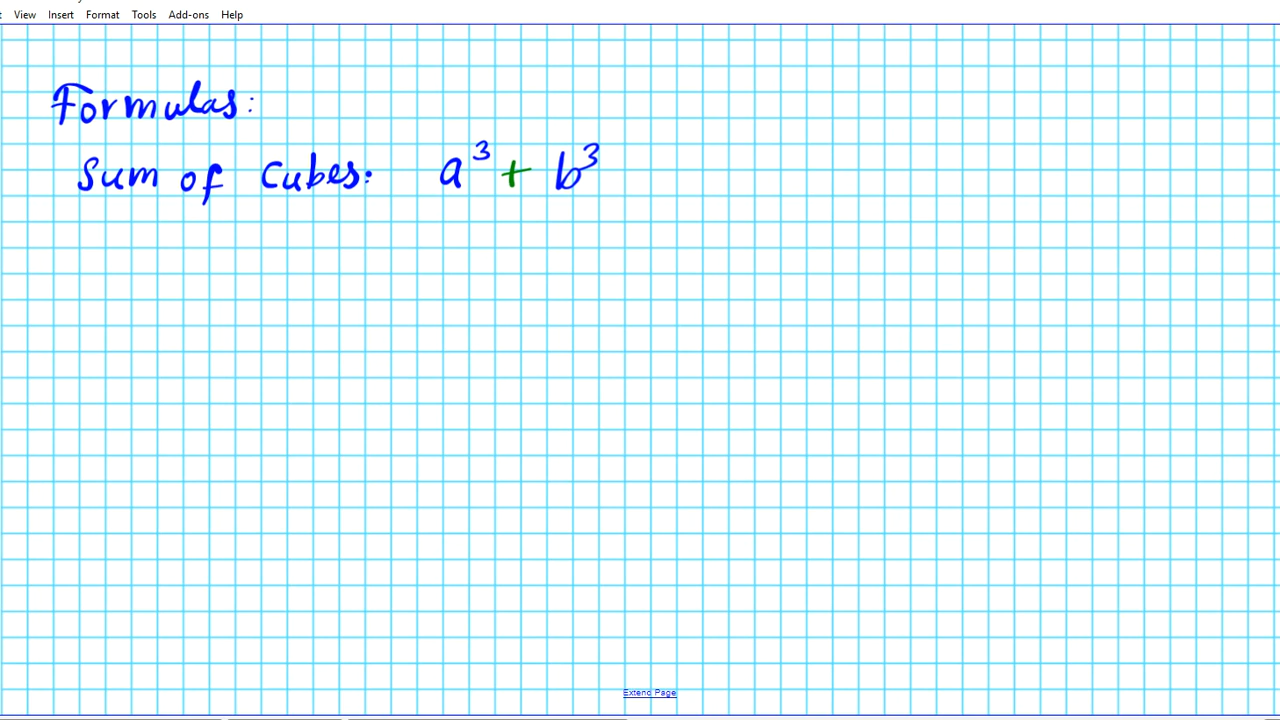 View Insert Format Tools Add-ons Help
Formulas:
Sum of Cubes: a³ + b³
Extend Page